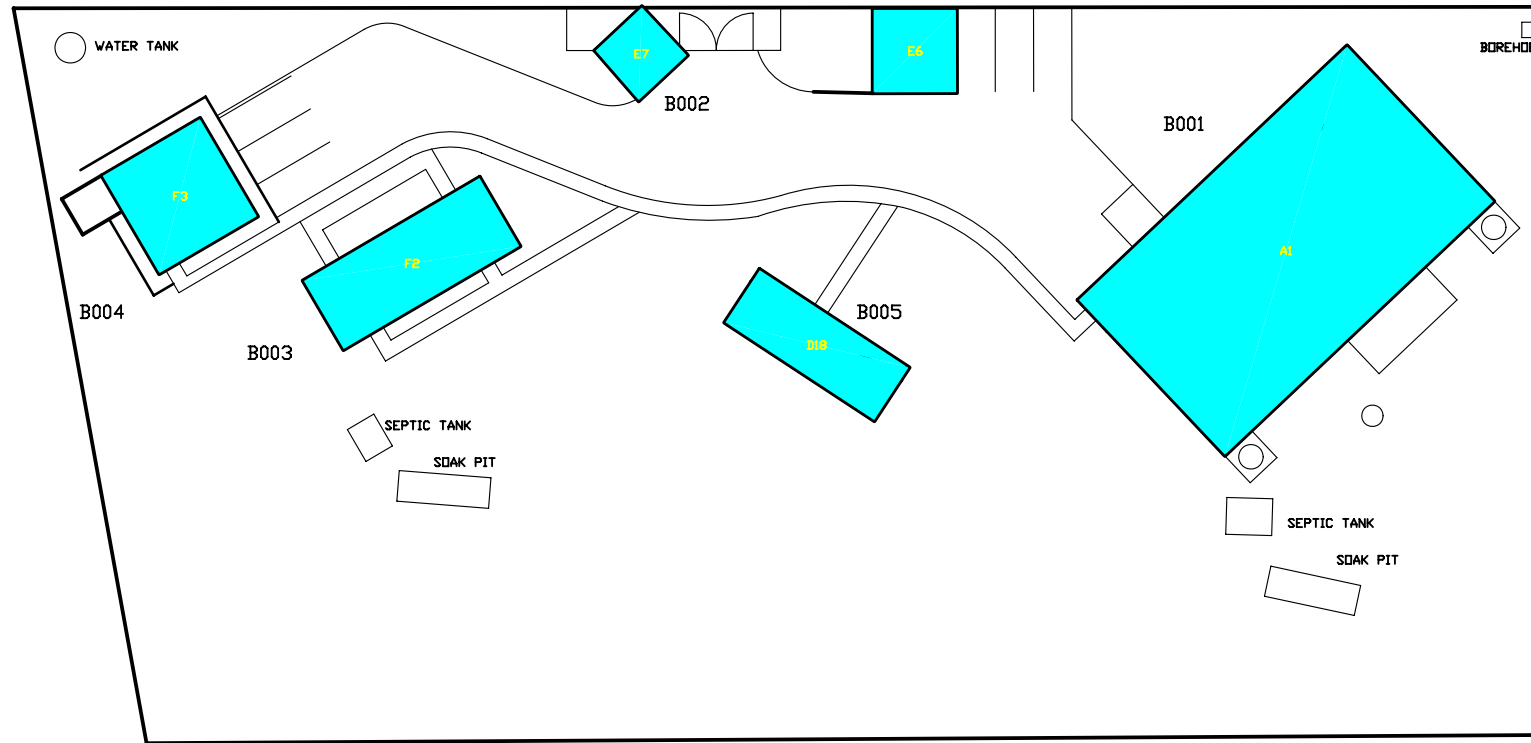 WATER TANK
E7
E6
BOREHO
B002
B001
F3
F2
A1
B004
B005
D18
B003
SEPTIC TANK
SOAK PIT
SEPTIC TANK
SOAK PIT